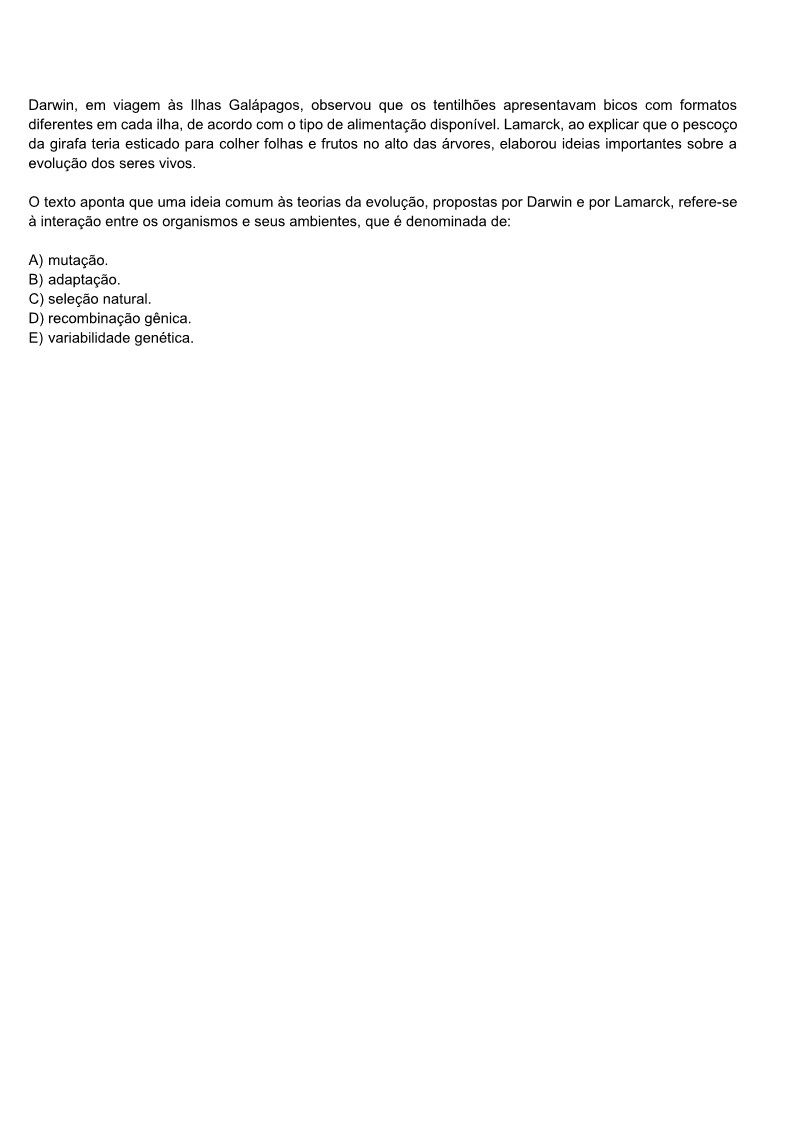 Darwin, em viagem às Ilhas Galápagos, observou que os tentilhões apresentavam bicos com formatos
diferentes em cada ilha, de acordo com o tipo de alimentação disponível. Lamarck, ao explicar que o pescoço
da girafa teria esticado para colher folhas e frutos no alto das árvores, elaborou ideias importantes sobre a
evolução dos seres vivos.
O texto aponta que uma ideia comum às teorias da evolução, propostas por Darwin e por Lamarck, refere-se
à interação entre os organismos e seus ambientes, que é denominada de:
A) mutação.
B) adaptação.
C) seleção natural.
D) recombinação gênica.
E) variabilidade genética.